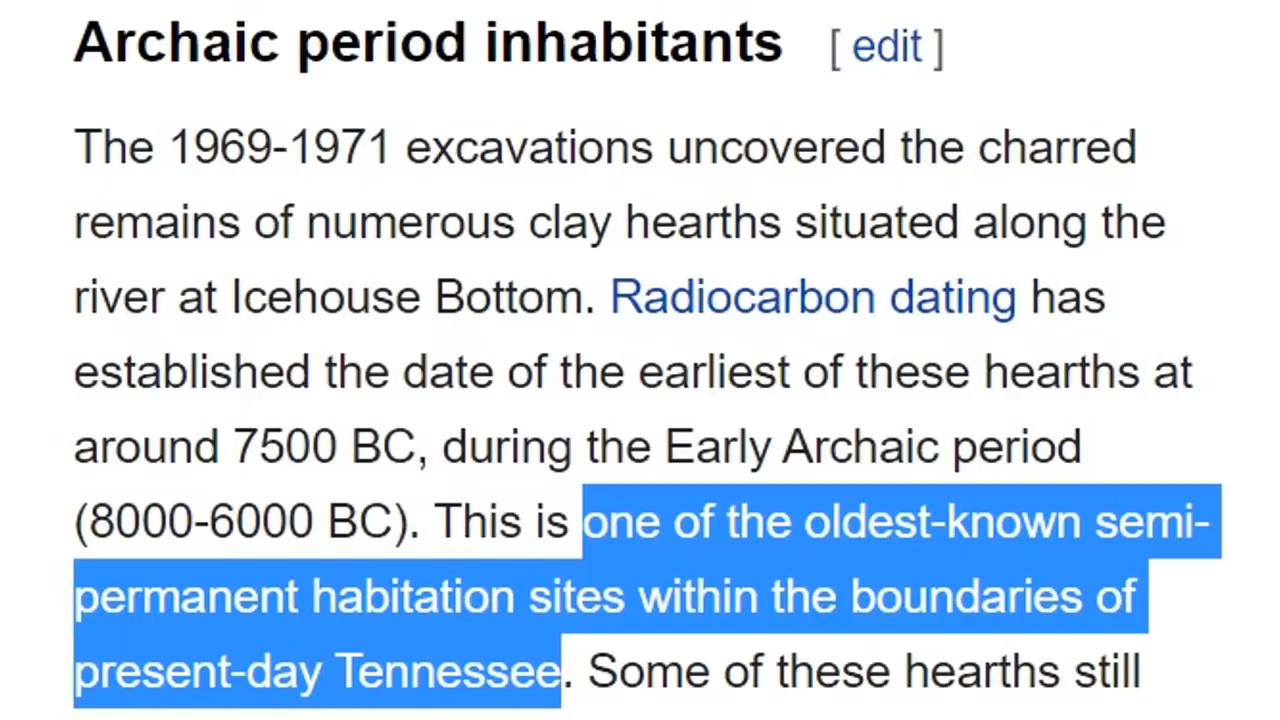 Archaic period inhabitants [ edit ]
The 1969-1971 excavations uncovered the charred
remains of numerous clay hearths situated along the
river at Icehouse Bottom. Radiocarbon dating has
established the date of the earliest of these hearths at
around 7500 BC, during the Early Archaic period
(8000-6000 BC). This is one of the oldest-known semi-
permanent habitation sites within the boundaries of
present-day Tennessee. Some of these hearths still